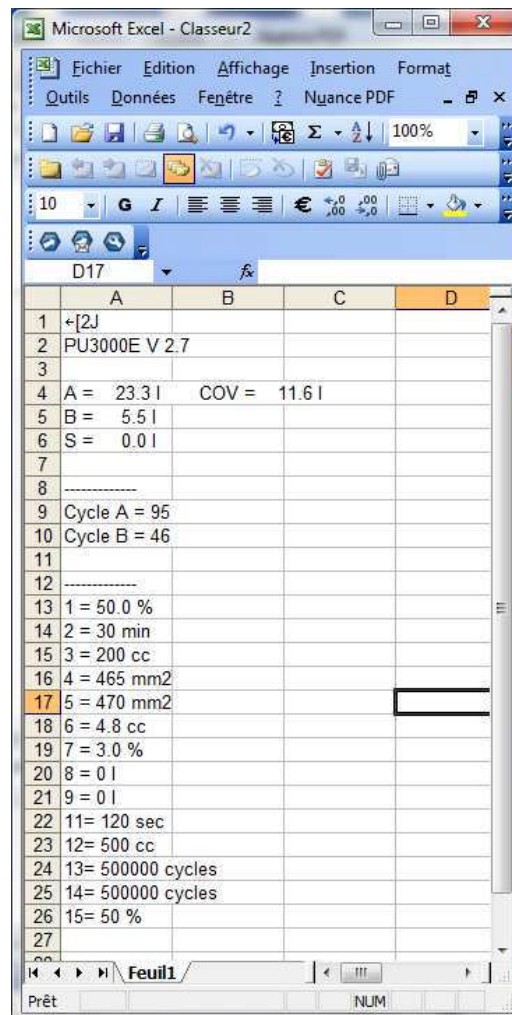 Microsoft Excel - Classeur2
Fichier Edition Affichage Insertion Format
Outils Données Fenêtre ? Nuance PDF
Σ 100%
10 G I € 000
D17 fx
A B C D
1 ←[2J
2 PU3000E V 2.7
3
4 A = 23.3 l COV = 11.6 l
5 B = 5.5 l
6 S = 0.0 l
7
8 -------------
9 Cycle A = 95
10 Cycle B = 46
11
12 -------------
13 1 = 50.0 %
14 2 = 30 min
15 3 = 200 cc
16 4 = 465 mm2
17 5 = 470 mm2
18 6 = 4.8 cc
19 7 = 3.0 %
20 8 = 0 l
21 9 = 0 l
22 11= 120 sec
23 12= 500 cc
24 13= 500000 cycles
25 14= 500000 cycles
26 15= 50 %
27
Feuil1
Prêt NUM